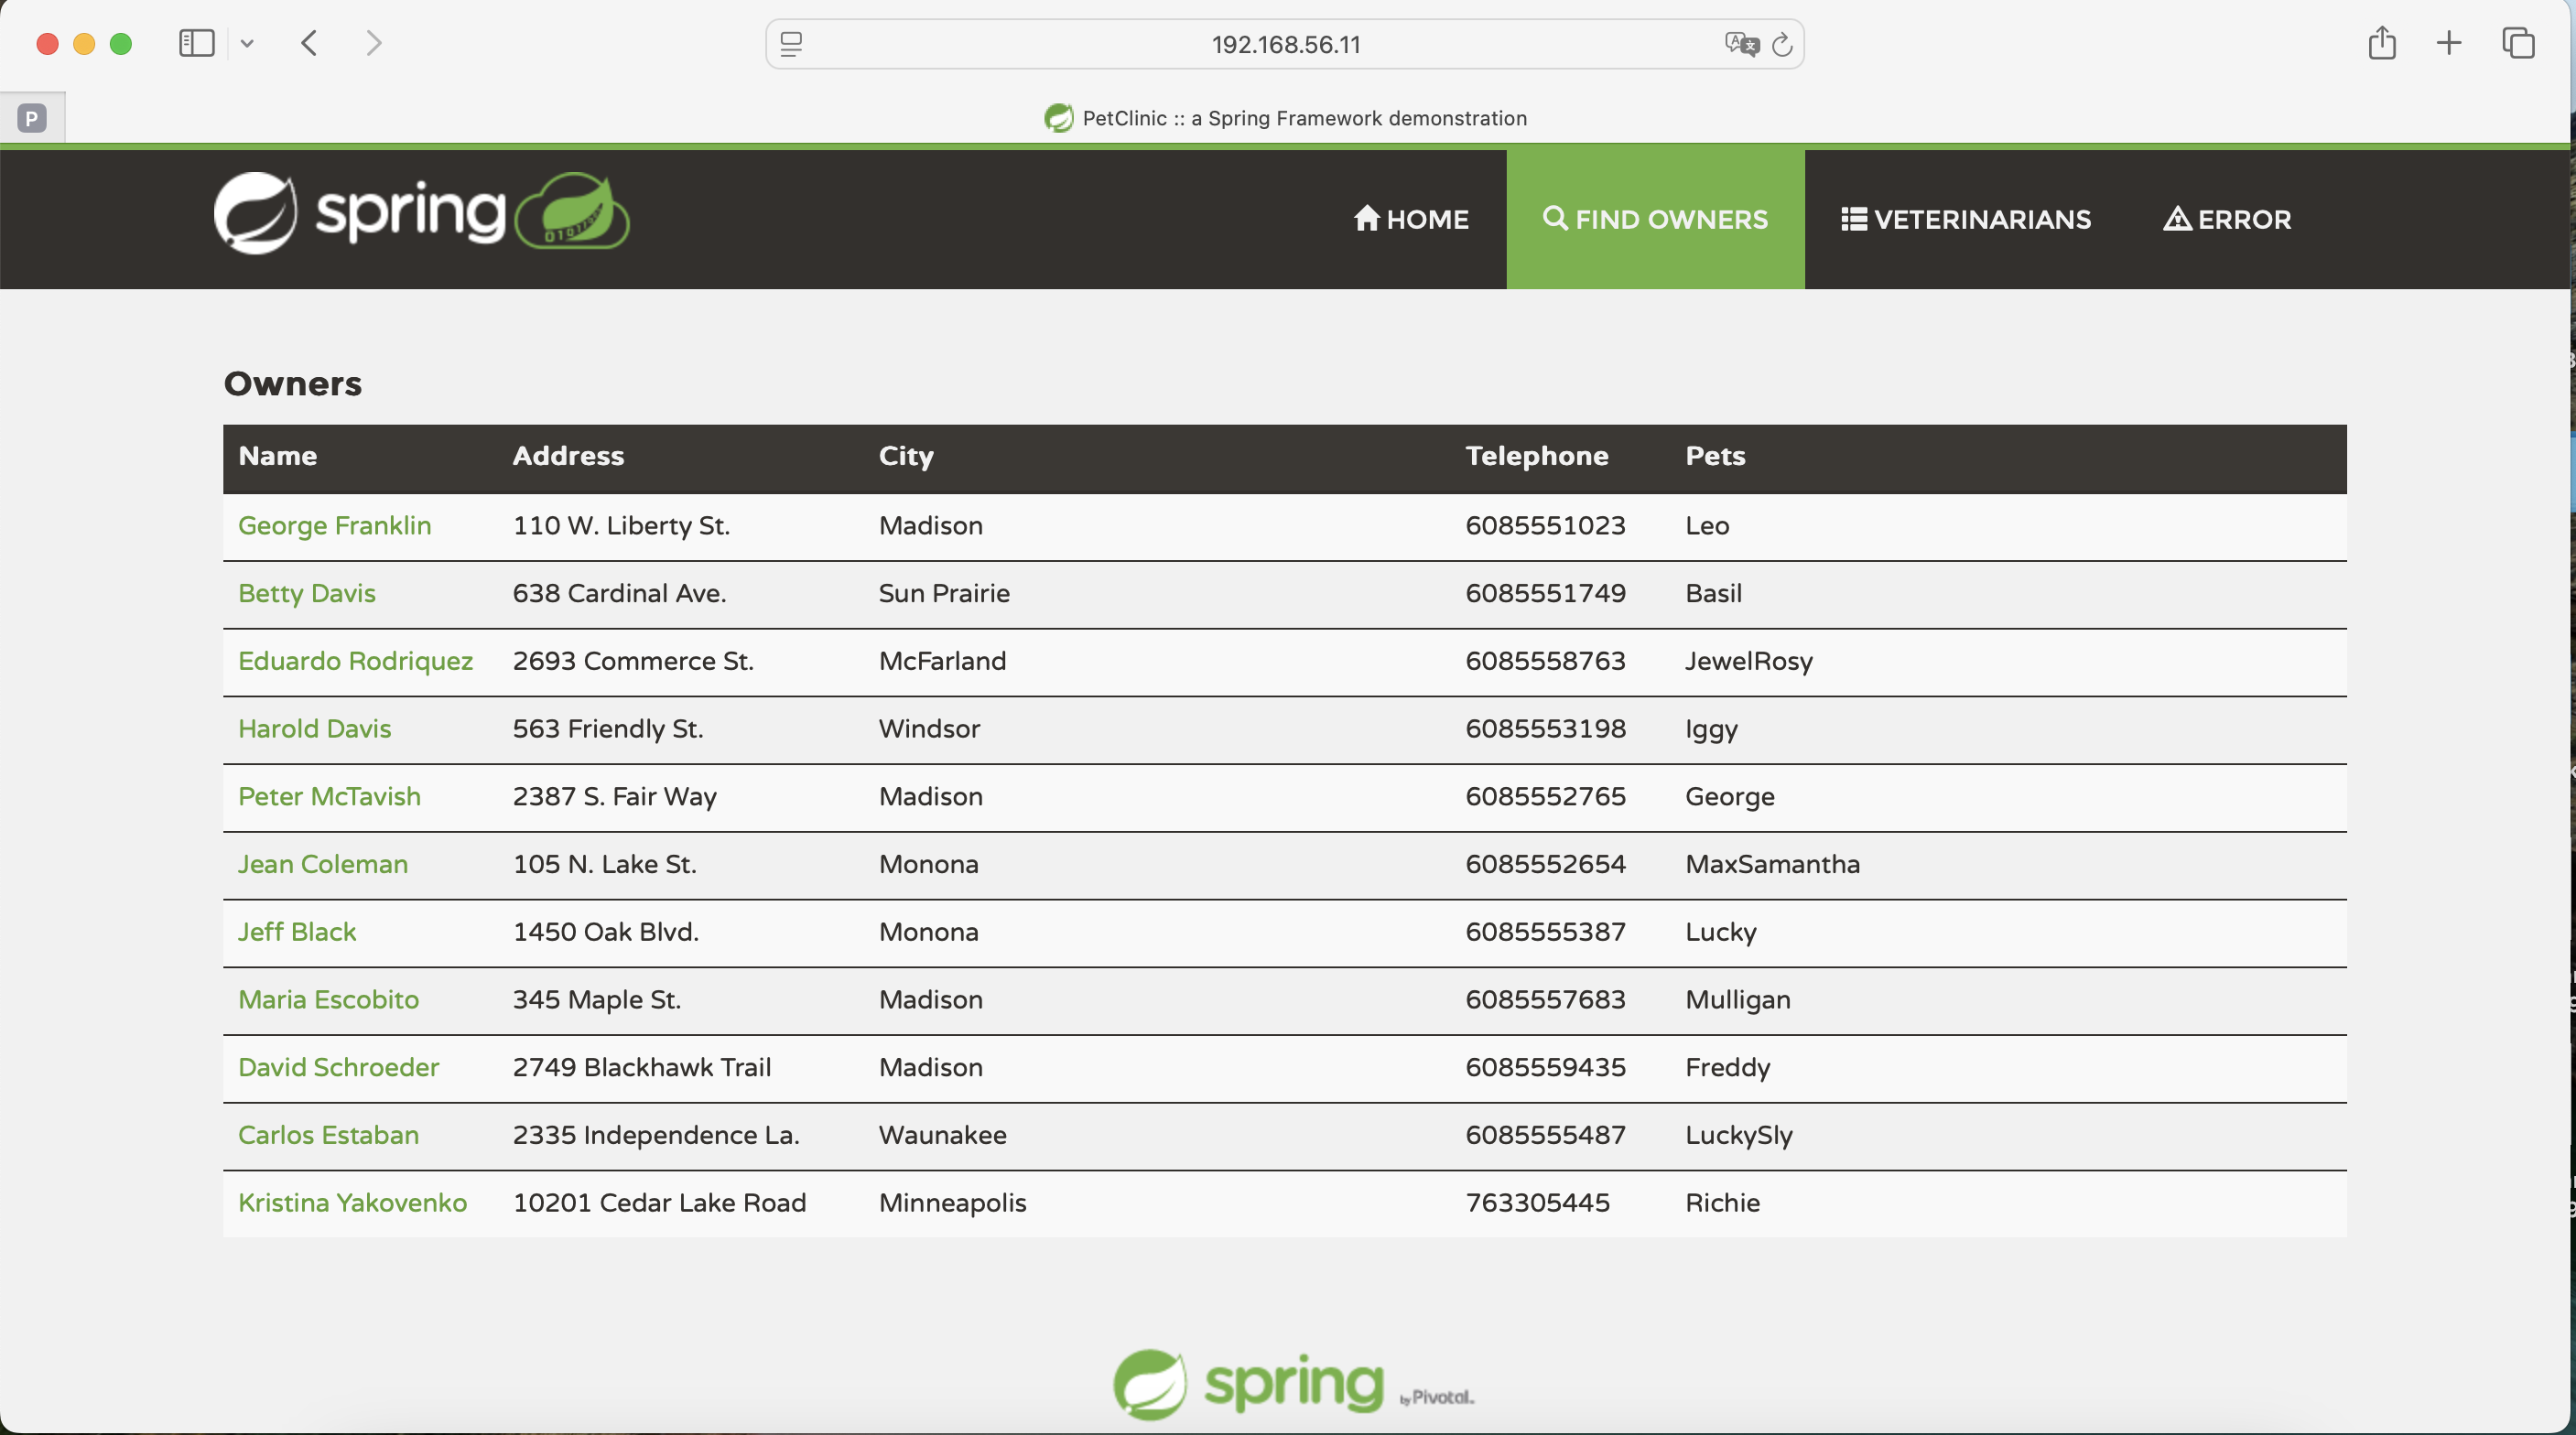 192.168.56.11
P
PetClinic :: a Spring Framework demonstration
spring
HOME FIND OWNERS VETERINARIANS ERROR
Owners
Name Address City Telephone Pets
George Franklin 110 W. Liberty St. Madison 6085551023 Leo
Betty Davis 638 Cardinal Ave. Sun Prairie 6085551749 Basil
Eduardo Rodriquez 2693 Commerce St. McFarland 6085558763 JewelRosy
Harold Davis 563 Friendly St. Windsor 6085553198 Iggy
Peter McTavish 2387 S. Fair Way Madison 6085552765 George
Jean Coleman 105 N. Lake St. Monona 6085552654 MaxSamantha
Jeff Black 1450 Oak Blvd. Monona 6085555387 Lucky
Maria Escobito 345 Maple St. Madison 6085557683 Mulligan
David Schroeder 2749 Blackhawk Trail Madison 6085559435 Freddy
Carlos Estaban 2335 Independence La. Waunakee 6085555487 LuckySly
Kristina Yakovenko 10201 Cedar Lake Road Minneapolis 763305445 Richie
spring by Pivotal